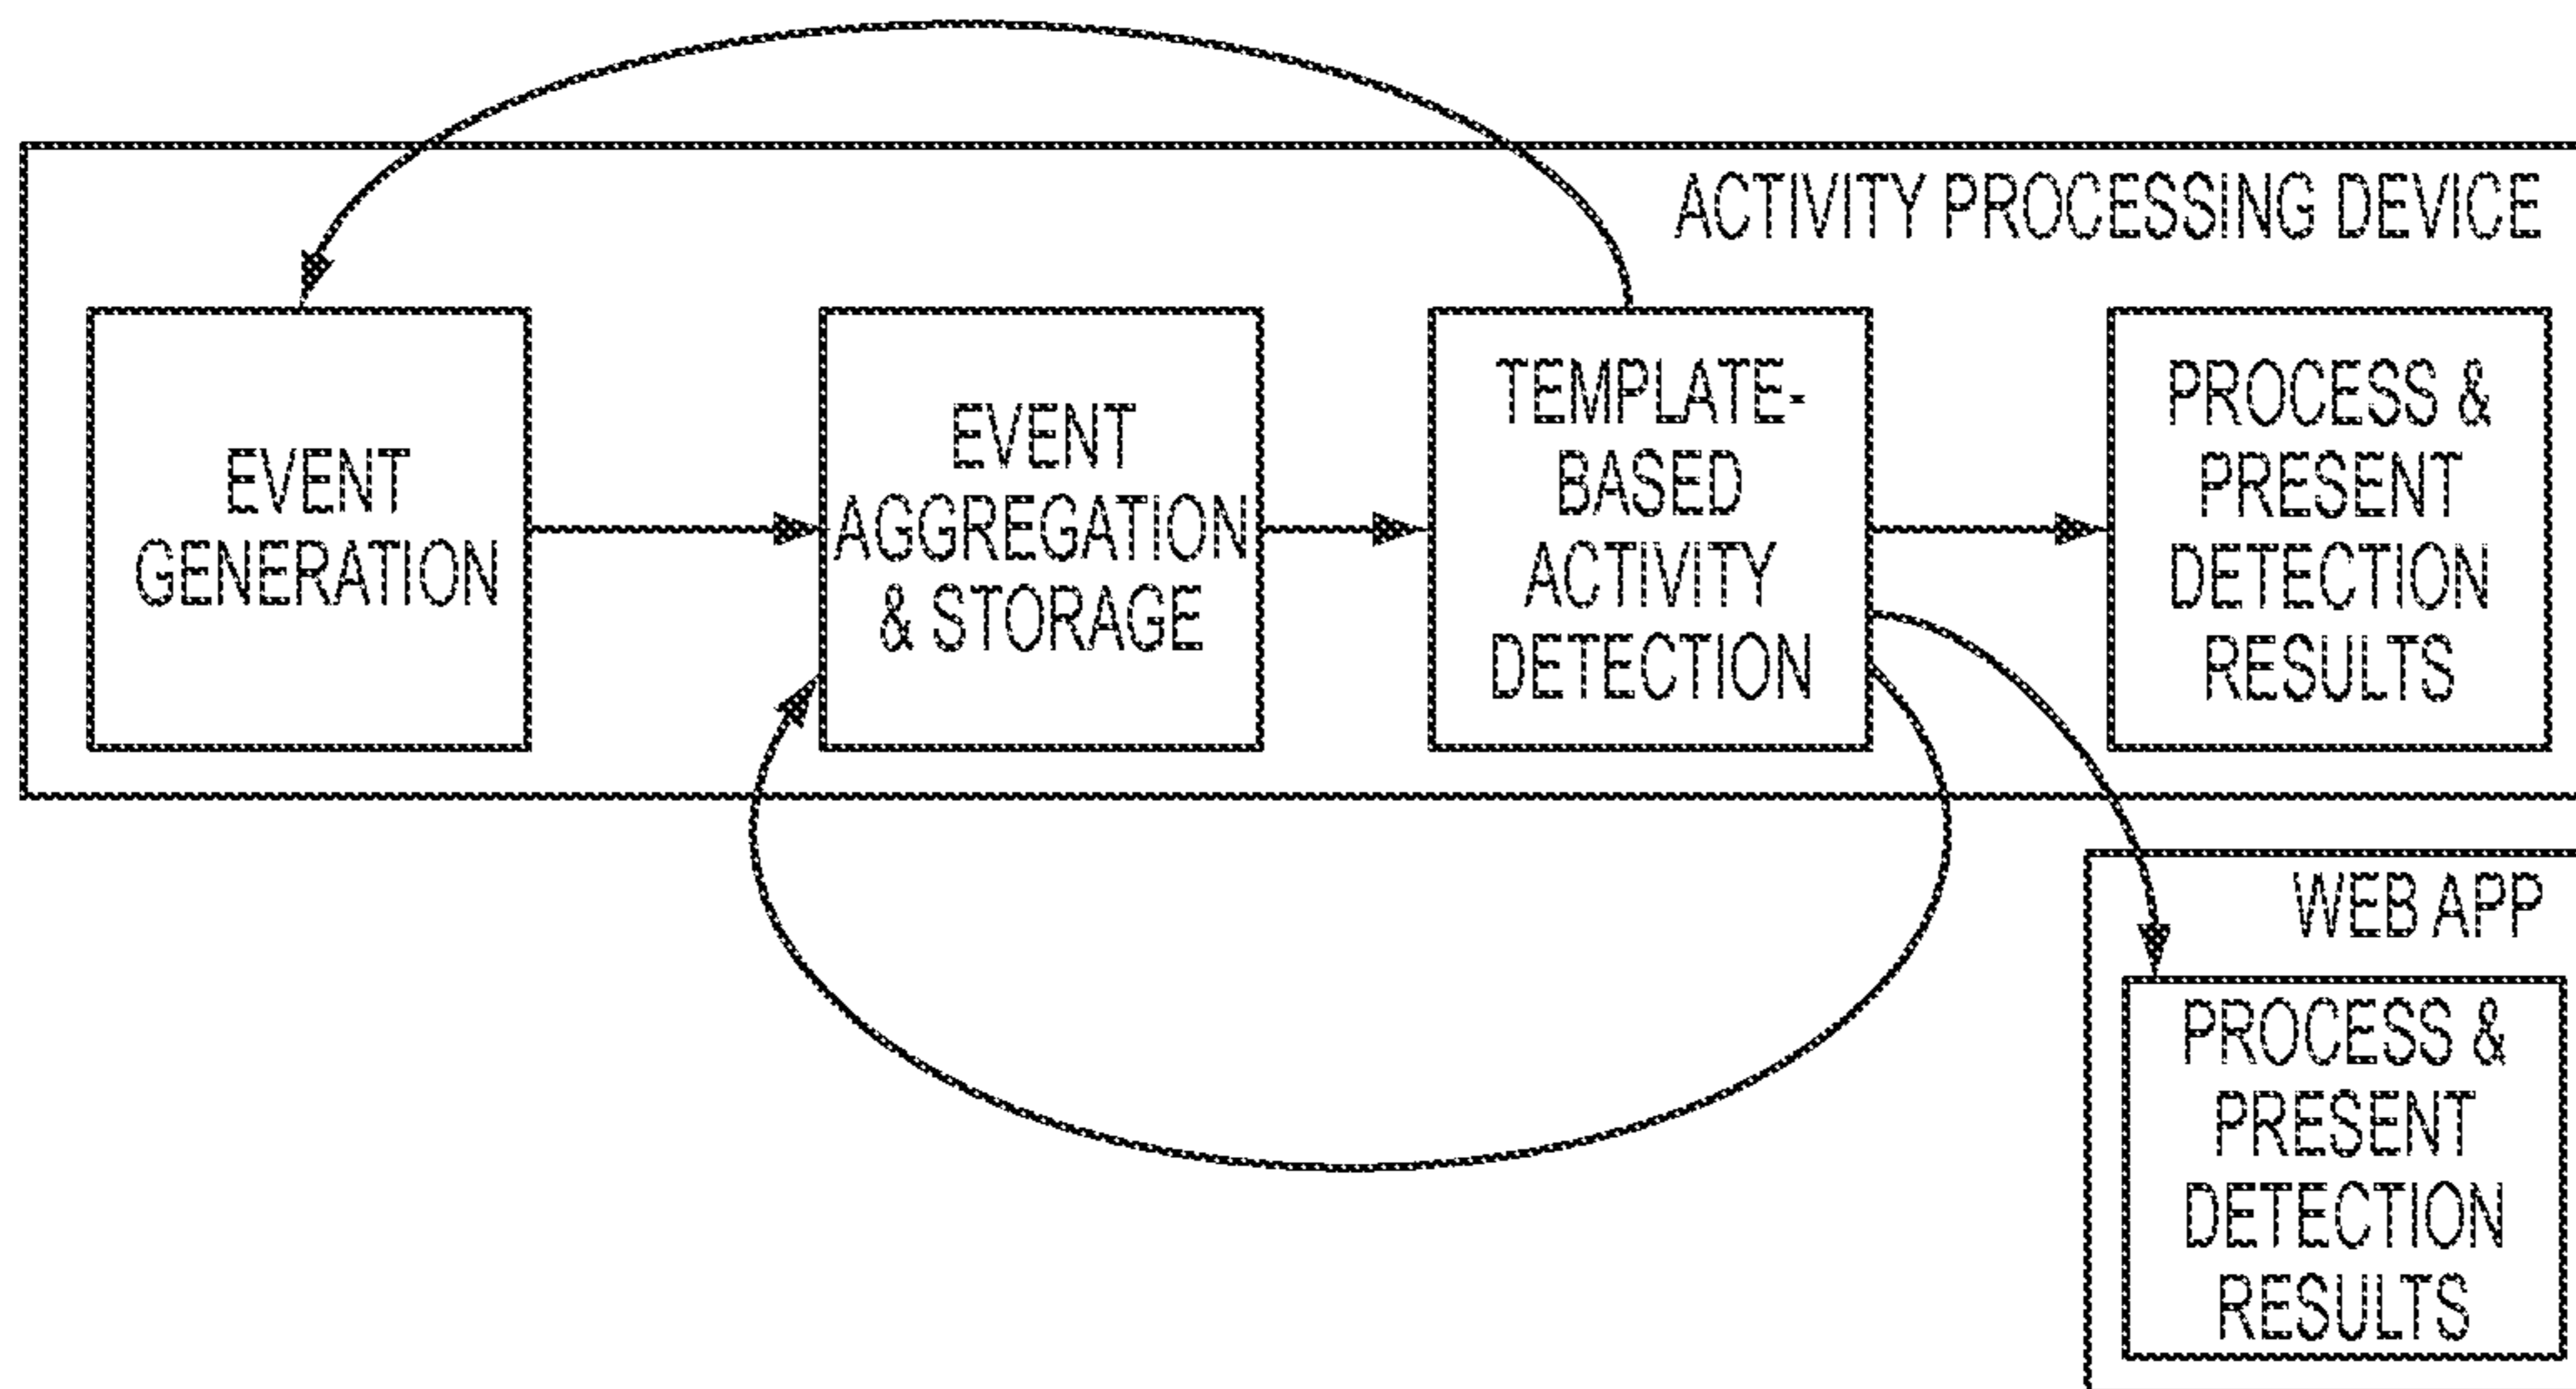 ACTIVITY PROCESSING DEVICE
EVENT
GENERATION
EVENT
AGGREGATION
& STORAGE
TEMPLATE-
BASED
ACTIVITY
DETECTION
PROCESS &
PRESENT
DETECTION
RESULTS
WEB APP
PROCESS &
PRESENT
DETECTION
RESULTS